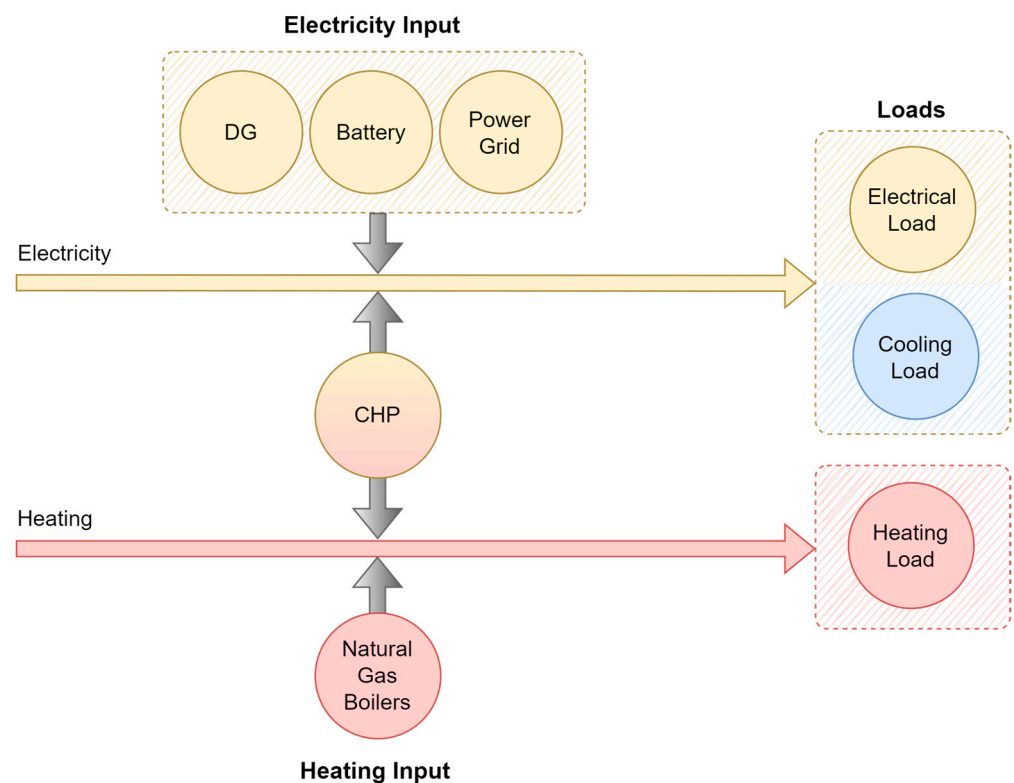 Electricity Input
DG
Battery
Power
Grid
Loads
Electrical
Load
Electricity
Cooling
Load
CHP
Heating
Heating
Load
Natural
Gas
Boilers
Heating Input